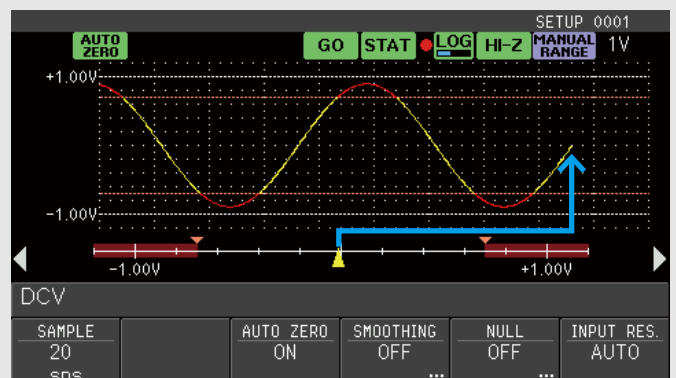 SETUP 0001
AUTO ZERO GO STAT LOG HI-Z MANUAL RANGE 1V
+1.00V
−1.00V
−1.00V +1.00V
DCV
SAMPLE AUTO ZERO SMOOTHING NULL INPUT RES.
20 ON OFF OFF AUTO
SPS ... ...